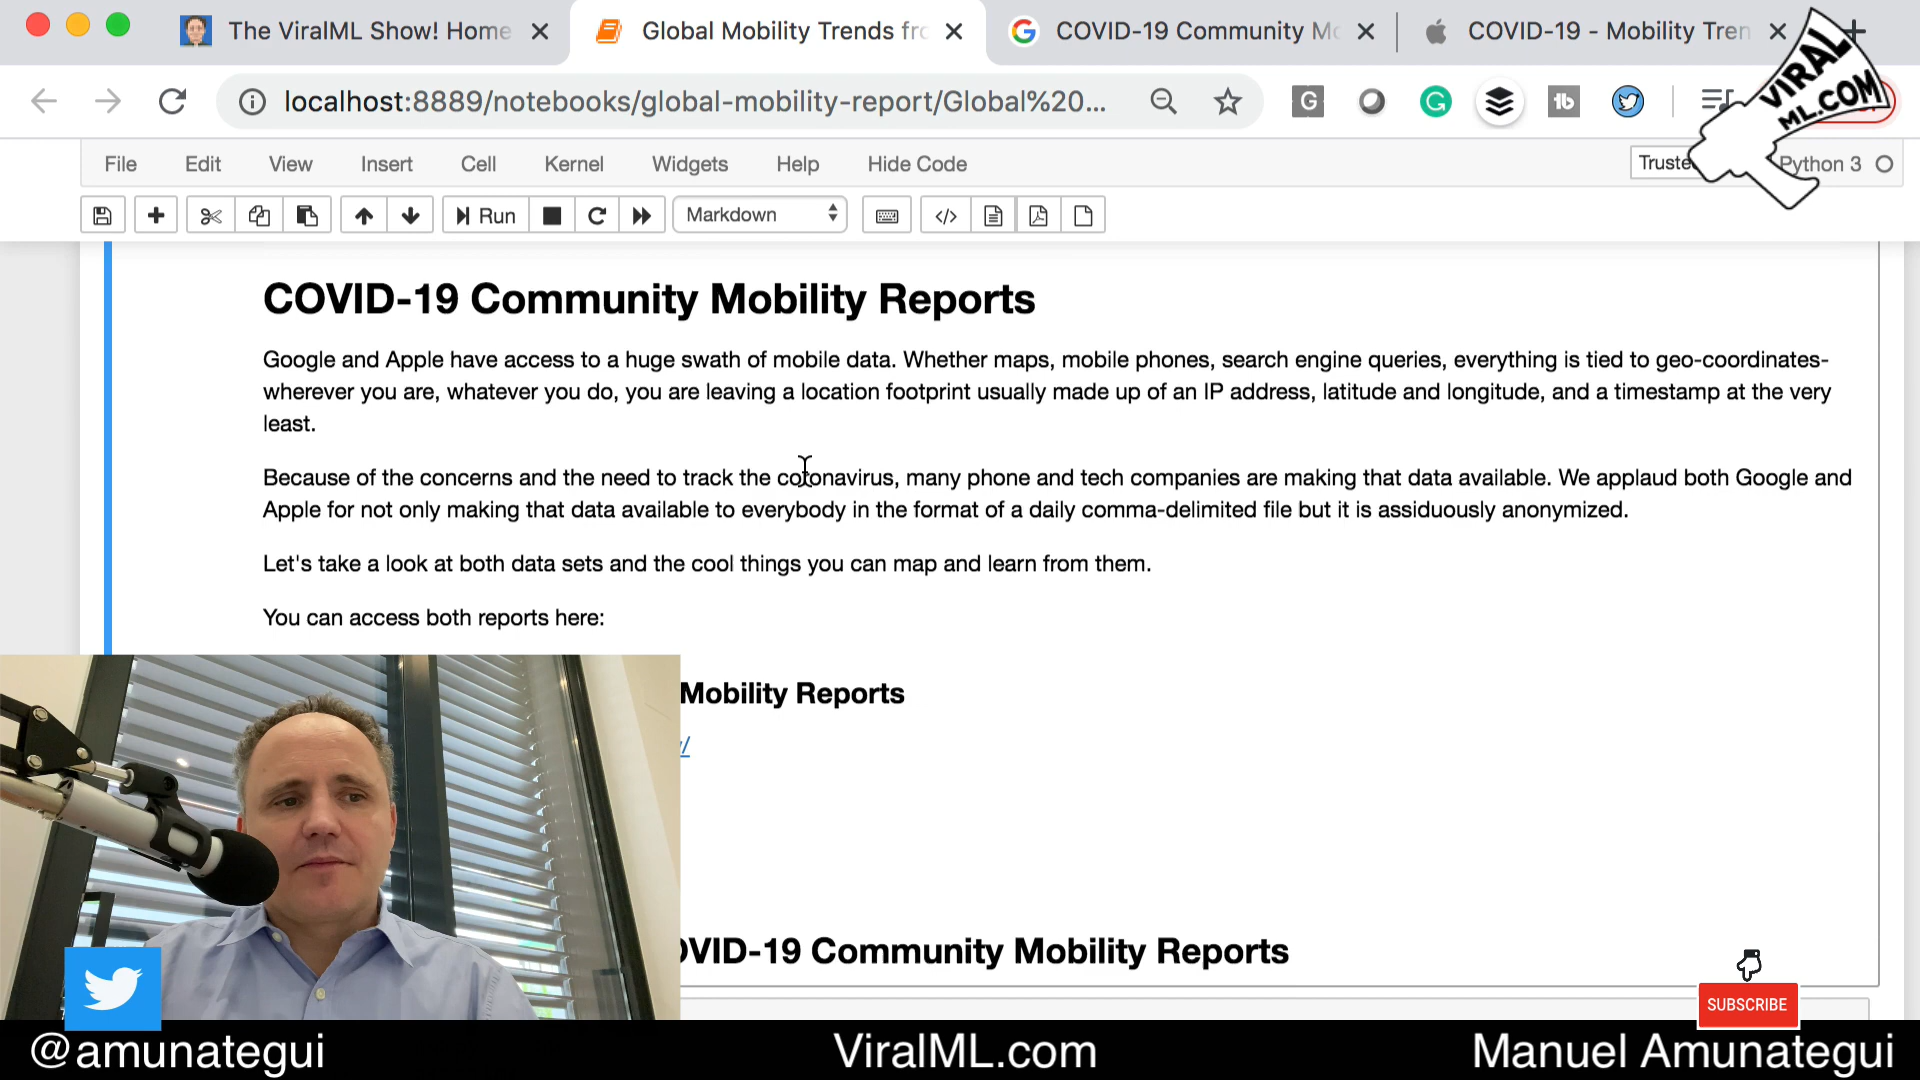 The ViralML Show! Home
Global Mobility Trends fro
COVID-19 Community Mo
COVID-19 - Mobility Tren
localhost:8889/notebooks/global-mobility-report/Global%20...
VIRAL
ML.COM
File Edit View Insert Cell Kernel Widgets Help Hide Code
Python 3
Run
Markdown
COVID-19 Community Mobility Reports
Google and Apple have access to a huge swath of mobile data. Whether maps, mobile phones, search engine queries, everything is tied to geo-coordinates-
wherever you are, whatever you do, you are leaving a location footprint usually made up of an IP address, latitude and longitude, and a timestamp at the very
least.
Because of the concerns and the need to track the coronavirus, many phone and tech companies are making that data available. We applaud both Google and
Apple for not only making that data available to everybody in the format of a daily comma-delimited file but it is assiduously anonymized.
Let's take a look at both data sets and the cool things you can map and learn from them.
You can access both reports here:
Mobility Reports
/
OVID-19 Community Mobility Reports
SUBSCRIBE
@amunategui
ViralML.com
Manuel Amunategui